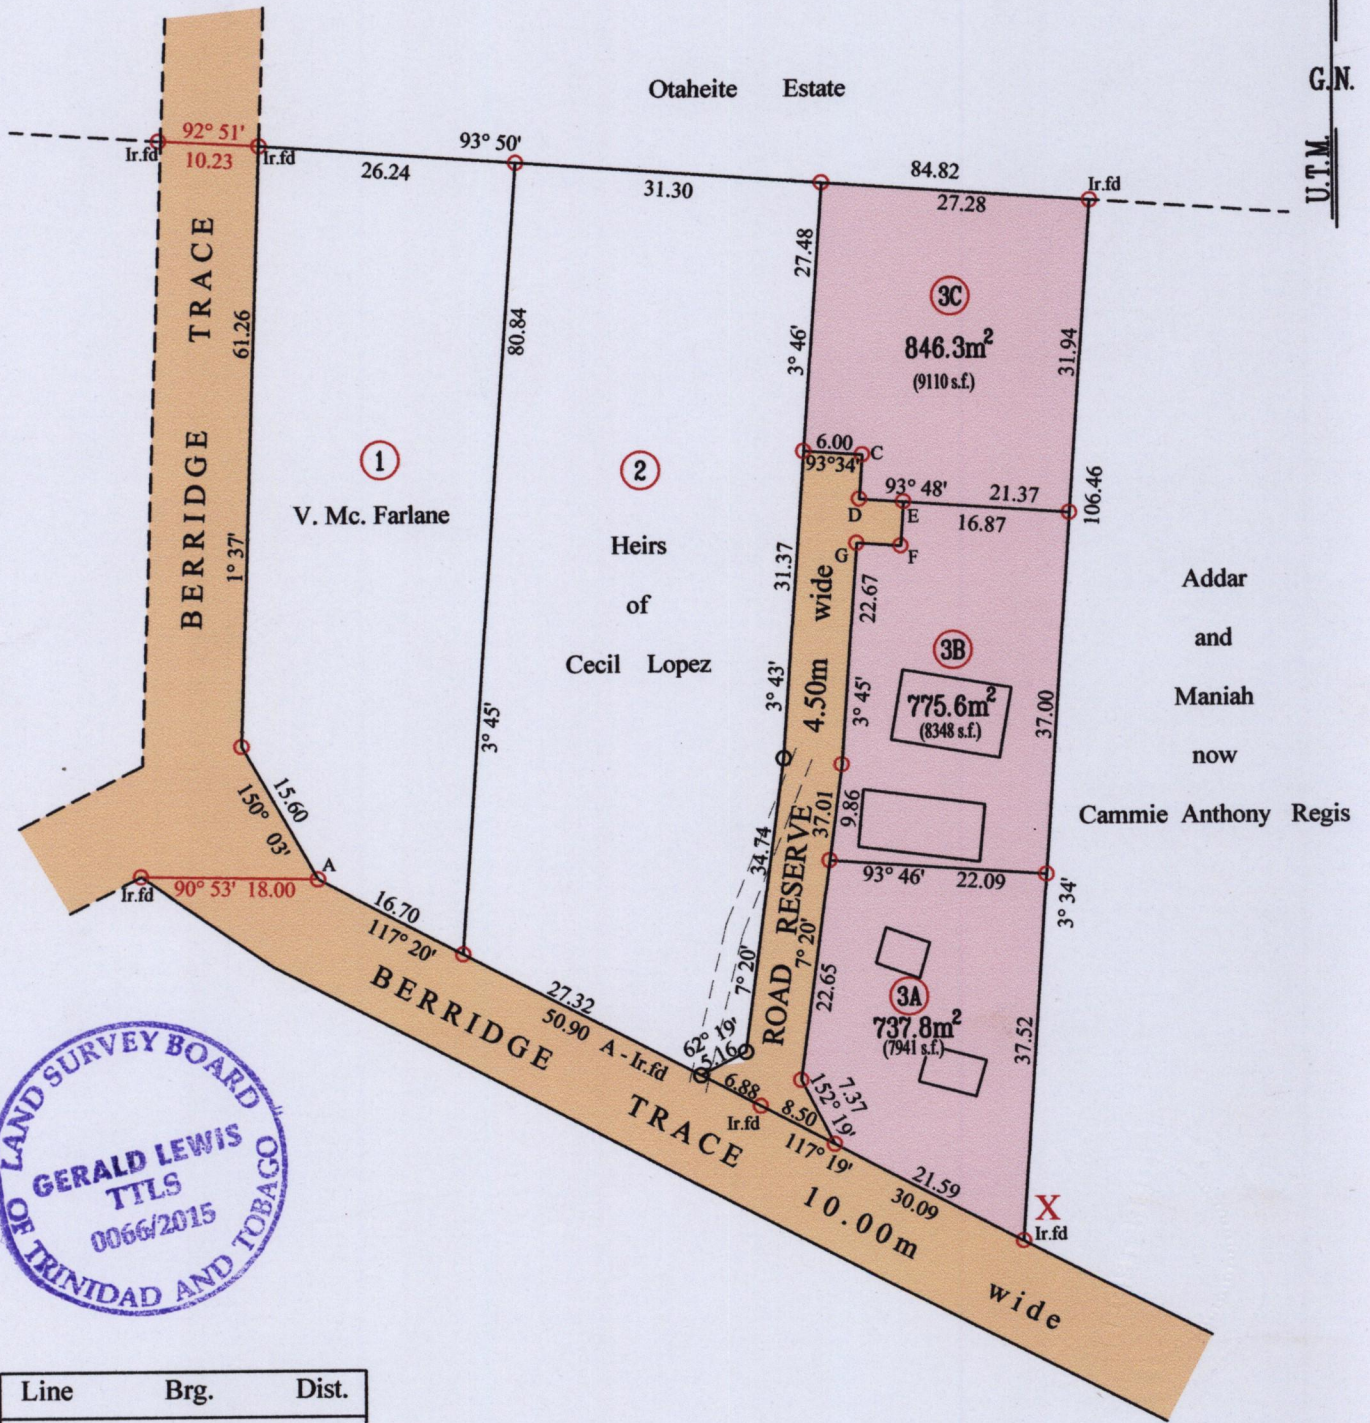 Otaheite Estate
G.N.
U.T.M.
92° 51'
10.23
Ir.fd
Ir.fd
93° 50'
26.24
31.30
84.82
27.28
Ir.fd
BERRIDGE TRACE
61.26
1° 37'
80.84
3° 45'
27.48
3° 46'
3C
846.3m²
(9110 s.f.)
31.94
106.46
1
V. Mc. Farlane
2
Heirs
of
Cecil Lopez
6.00
93°34'
C
D
93° 48'
E
21.37
16.87
G
F
31.37
3° 43'
4.50m wide
22.67
3° 45'
3B
775.6m²
(8348 s.f.)
37.00
Addar
and
Maniah
now
Cammie Anthony Regis
15.60
150° 03'
A
Ir.fd
90° 53' 18.00
16.70
117° 20'
34.74
7° 20'
ROAD RESERVE
37.01
7° 20'
9.86
93° 46'
22.09
3° 34'
22.65
3A
737.8m²
(7941 s.f.)
37.52
27.32
50.90 A - Ir.fd
62° 19'
5.16
6.88
Ir.fd
8.50
117° 19'
7.37
152° 19'
21.59
30.09
X
Ir.fd
BERRIDGE TRACE 10.00m wide
LAND SURVEY BOARD
OF TRINIDAD AND TOBAGO
GERALD LEWIS
TTLS
0066/2015
Line Brg. Dist.